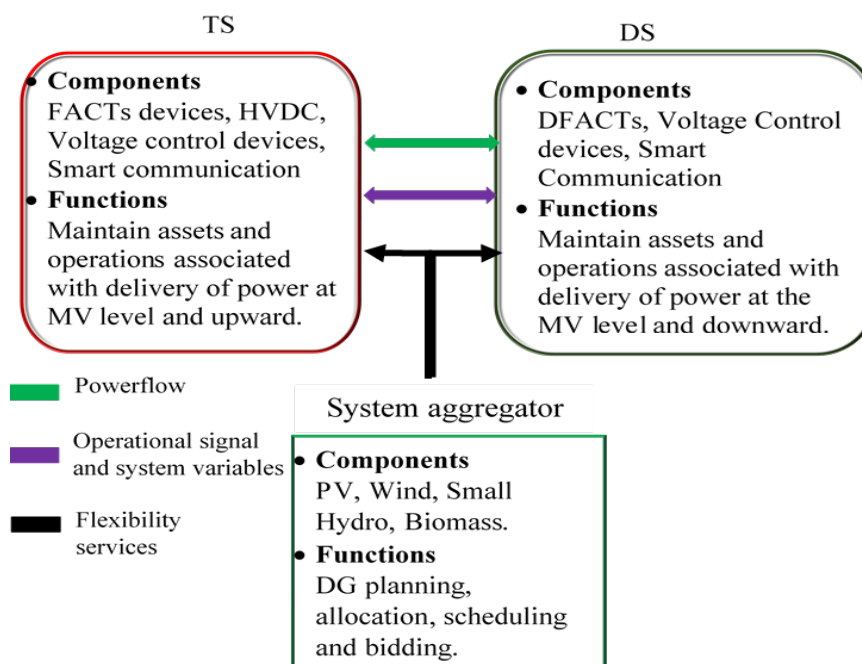 TS
• Components
FACTs devices, HVDC,
Voltage control devices,
Smart communication
• Functions
Maintain assets and
operations associated
with delivery of power at
MV level and upward.
DS
• Components
DFACTs, Voltage Control
devices, Smart
Communication
• Functions
Maintain assets and
operations associated with
delivery of power at the
MV level and downward.
Powerflow
Operational signal
and system variables
Flexibility
services
System aggregator
• Components
PV, Wind, Small
Hydro, Biomass.
• Functions
DG planning,
allocation, scheduling
and bidding.